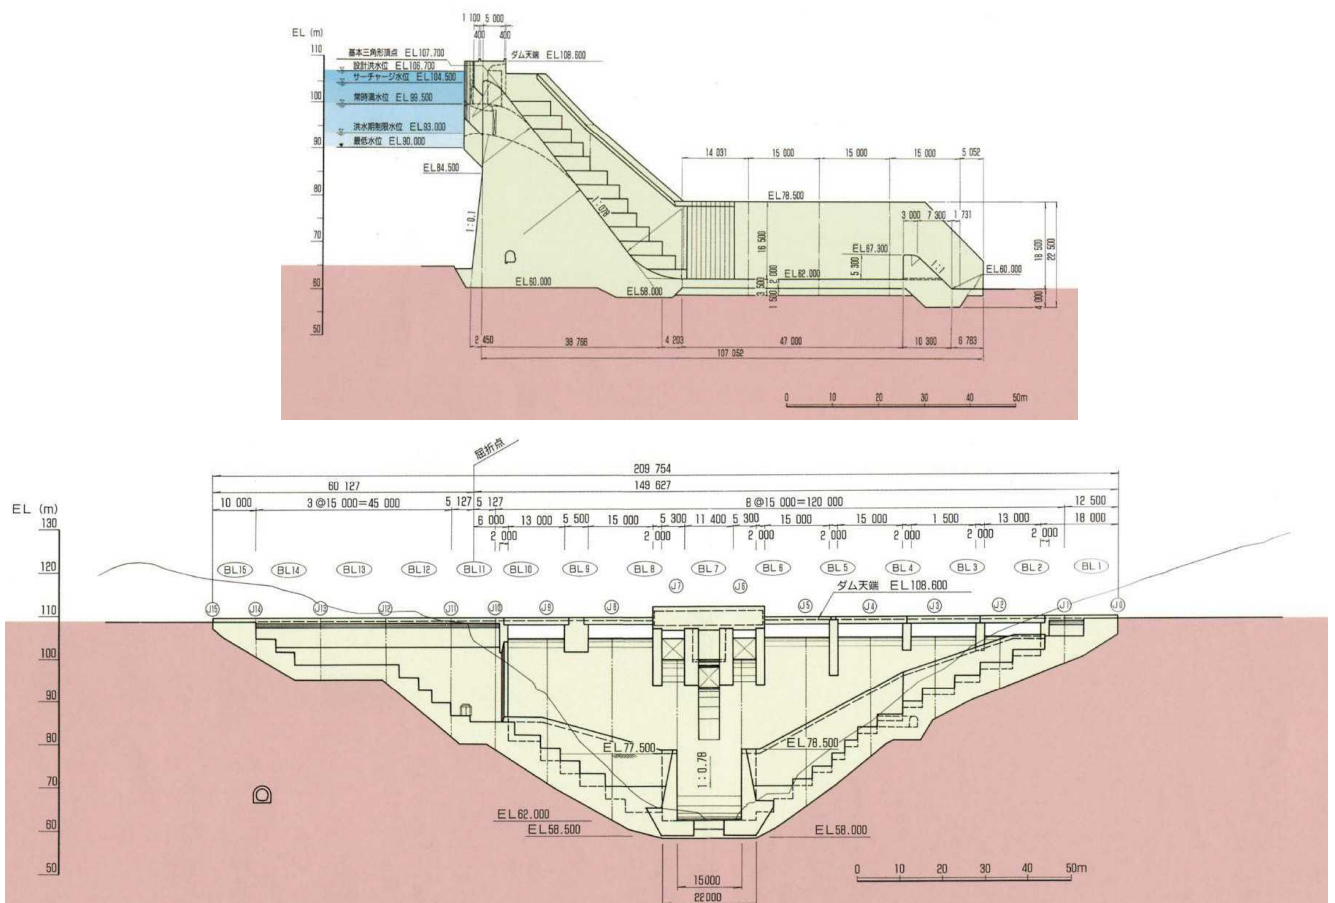 1 100 5 000
400 400
EL (m)
110
100
90
80
70
60
50
基本三角形頂点 EL107.700
設計洪水位 EL106.700
サーチャージ水位 EL104.500
常時満水位 EL99.500
洪水期制限水位 EL93.000
最低水位 EL90.000
ダム天端 EL108.600
EL84.500
1:0.1
1:078
14 031 15 000 15 000 15 000 5 052
EL78.500
3 000 7 300 1 731
16 500
EL67.300
5 300
1:1
18 500
22 500
EL62.000
EL60.000
EL60.000
EL58.000
3 500
2 000
1 500
4 000
2 450 38 766 4 203 47 000 10 300 6 783
107 052
0 10 20 30 40 50m
屈折点
209 754
60 127 149 627
10 000 3 @15 000=45 000 5 127 5 127 8 @15 000=120 000 12 500
6 000 13 000 5 500 15 000 5 300 11 400 5 300 15 000 15 000 1 500 13 000 18 000
2 000 2 000 2 000 2 000 2 000 2 000 2 000
EL (m)
130
120
110
100
90
80
70
60
50
BL15 BL14 BL13 BL12 BL11 BL10 BL9 BL8 BL7 BL6 BL5 BL4 BL3 BL2 BL1
J7 J6
ダム天端 EL108.600
J15 J14 J13 J12 J11 J10 J9 J8 J5 J4 J3 J2 J1 J0
EL77.500
EL78.500
1:0.78
EL62.000
EL58.500
EL58.000
15000
22000
0 10 20 30 40 50m